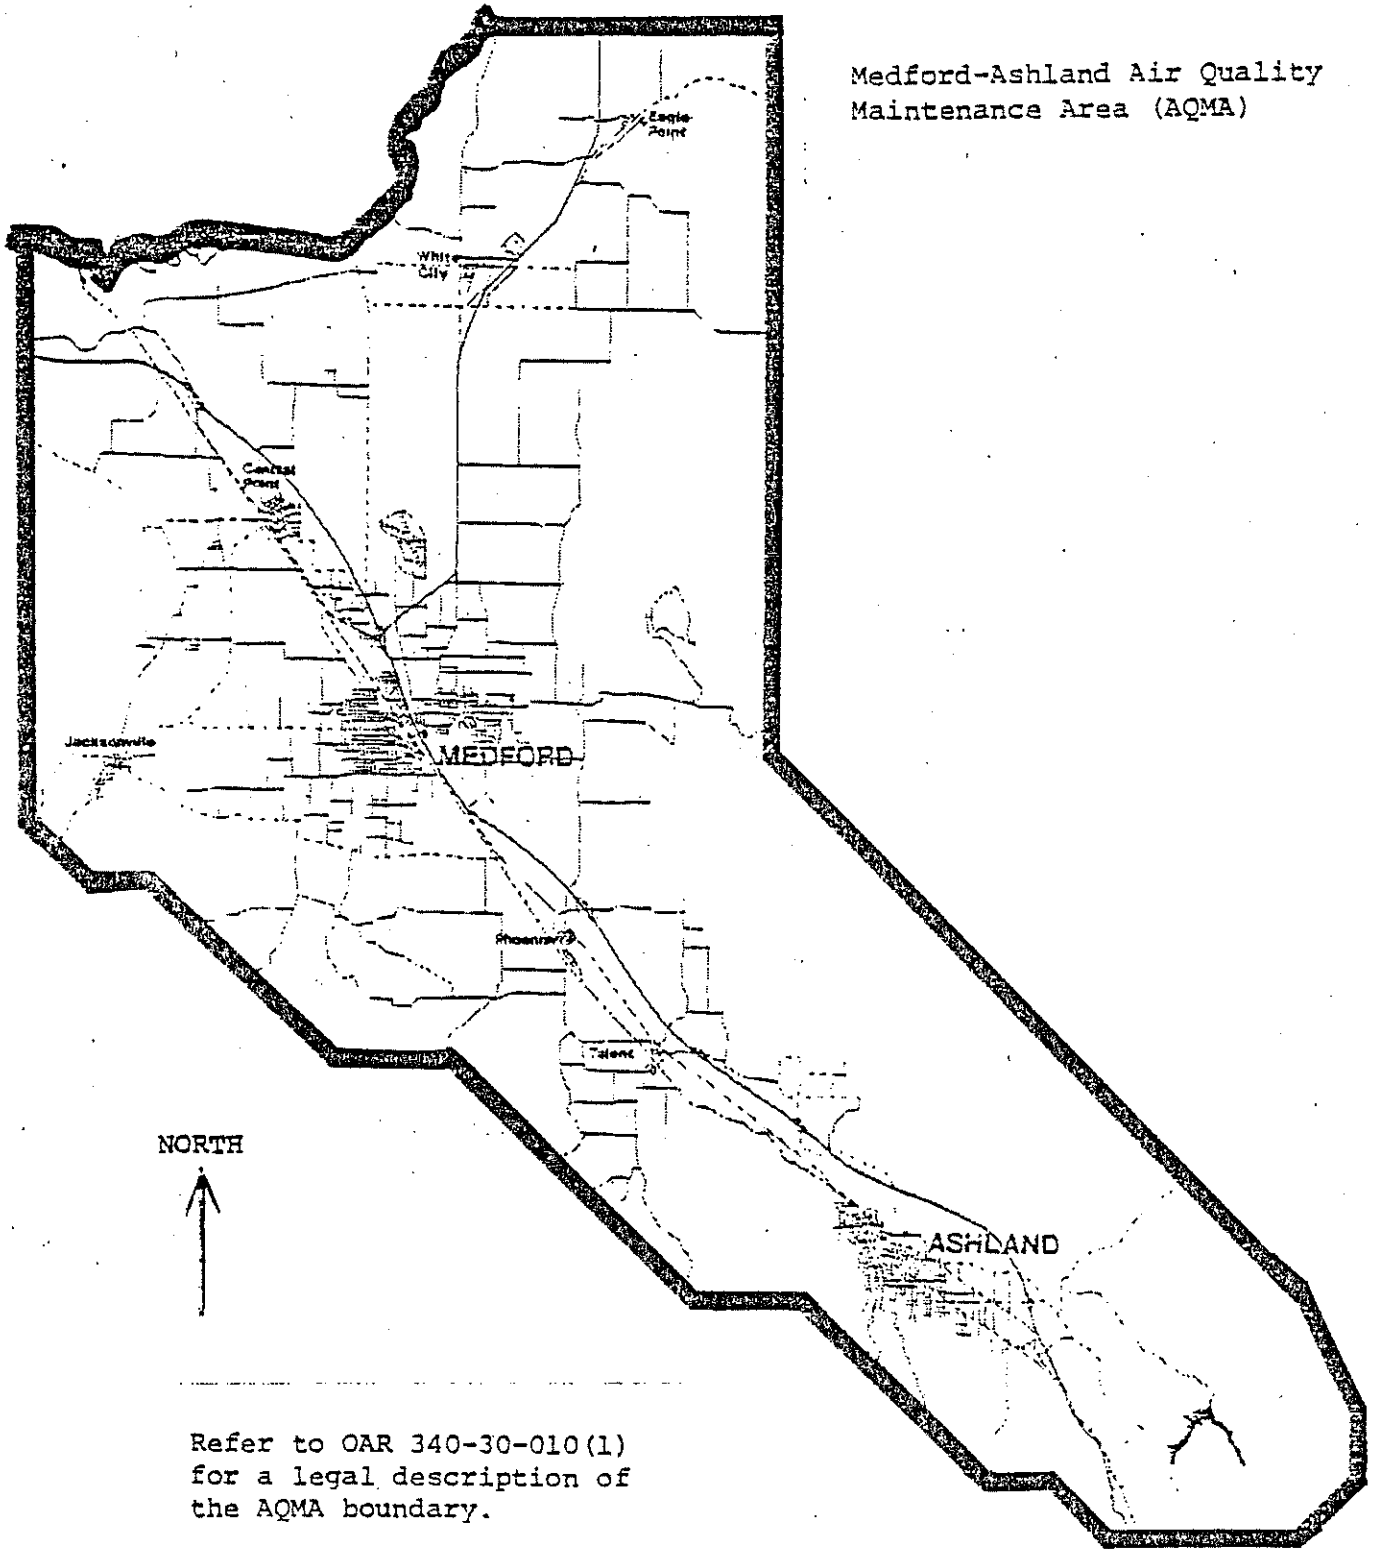 Medford-Ashland Air Quality
Maintenance Area (AQMA)
Eagle
Point
White
City
Central
Point
Jacksonville
MEDFORD
Phoenix
Talent
NORTH
ASHLAND
Refer to OAR 340-30-010(1)
for a legal description of
the AQMA boundary.